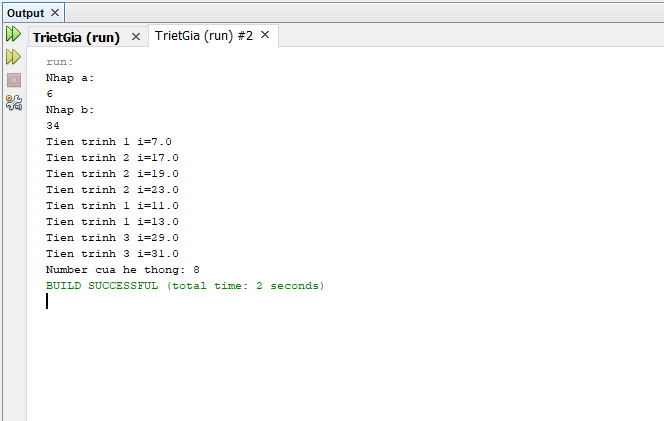 Output
TrietGia (run) TrietGia (run) #2
run:
Nhap a:
6
Nhap b:
34
Tien trinh 1 i=7.0
Tien trinh 2 i=17.0
Tien trinh 2 i=19.0
Tien trinh 2 i=23.0
Tien trinh 1 i=11.0
Tien trinh 1 i=13.0
Tien trinh 3 i=29.0
Tien trinh 3 i=31.0
Number cua he thong: 8
BUILD SUCCESSFUL (total time: 2 seconds)